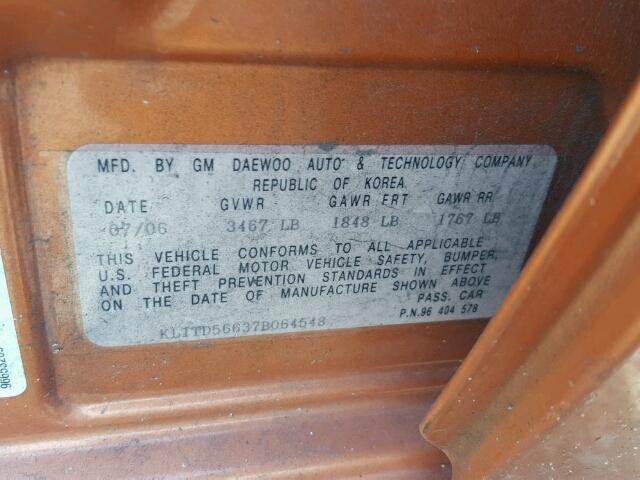 MFD. BY GM DAEWOO AUTO & TECHNOLOGY COMPANY
REPUBLIC OF KOREA
DATE GVWR GAWR FRT GAWR RR
07/06 3467 LB 1848 LB 1767 LB
THIS VEHICLE CONFORMS TO ALL APPLICABLE
U.S. FEDERAL MOTOR VEHICLE SAFETY, BUMPER,
AND THEFT PREVENTION STANDARDS IN EFFECT
ON THE DATE OF MANUFACTURE SHOWN ABOVE
PASS. CAR
KL1TD56637B064548 P.N.96 404 578